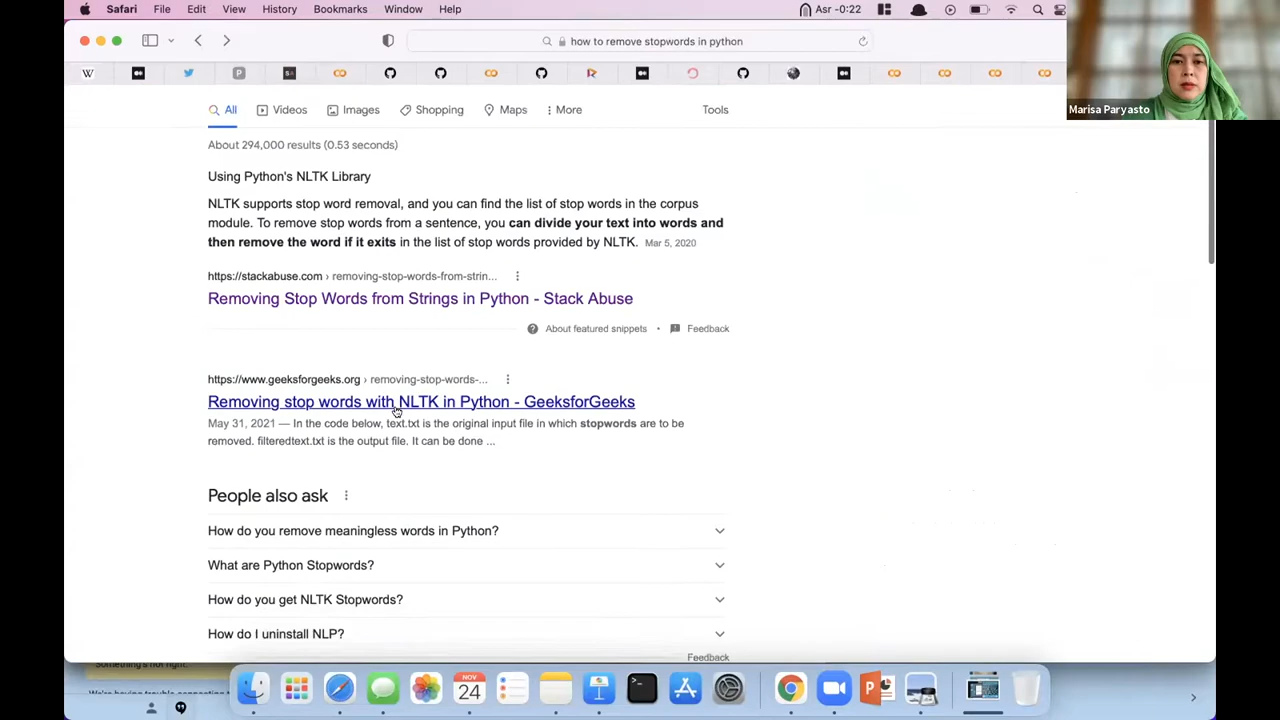 Safari File Edit View History Bookmarks Window Help
Asr -0:22
how to remove stopwords in python
W
P
SA
Marisa Paryasto
All Videos Images Shopping Maps More Tools
About 294,000 results (0.53 seconds)
Using Python's NLTK Library
NLTK supports stop word removal, and you can find the list of stop words in the corpus
module. To remove stop words from a sentence, you can divide your text into words and
then remove the word if it exits in the list of stop words provided by NLTK. Mar 5, 2020
https://stackabuse.com › removing-stop-words-from-strin...
Removing Stop Words from Strings in Python - Stack Abuse
About featured snippets • Feedback
https://www.geeksforgeeks.org › removing-stop-words-...
Removing stop words with NLTK in Python - GeeksforGeeks
May 31, 2021 — In the code below, text.txt is the original input file in which stopwords are to be
removed. filteredtext.txt is the output file. It can be done ...
People also ask
How do you remove meaningless words in Python?
What are Python Stopwords?
How do you get NLTK Stopwords?
How do I uninstall NLP?
Feedback
Something's not right.
NOV
24